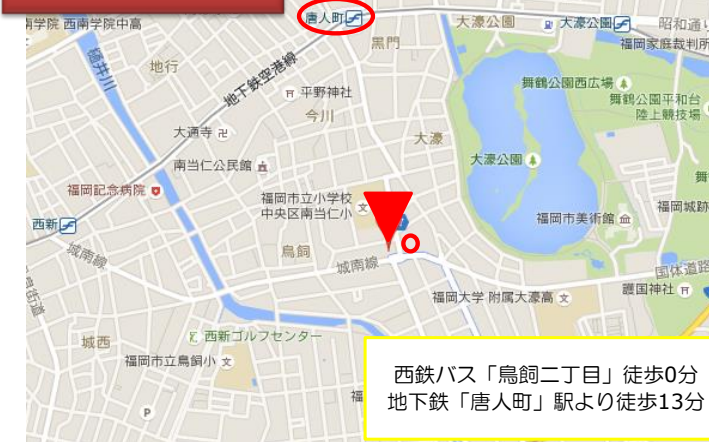 南学院 西南学院中高
唐人町
大濠公園
大濠公園
昭和通り
福岡家庭裁判所
黒門
樋井川
地行
地下鉄空港線
舞鶴公園西広場
平野神社
舞鶴公園平和台
陸上競技場
今川
大通寺
大濠
大濠公園
南当仁公民館
舞
福岡記念病院
福岡市立小学校
中央区南当仁小
福岡城跡
西新
福岡市美術館
城南線
鳥飼
城南線
国体道路
福岡大学 附属大濠高
護国神社
城西
西新ゴルフセンター
福岡市立鳥飼小
福
P
西鉄バス「鳥飼二丁目」徒歩0分
地下鉄「唐人町」駅より徒歩13分